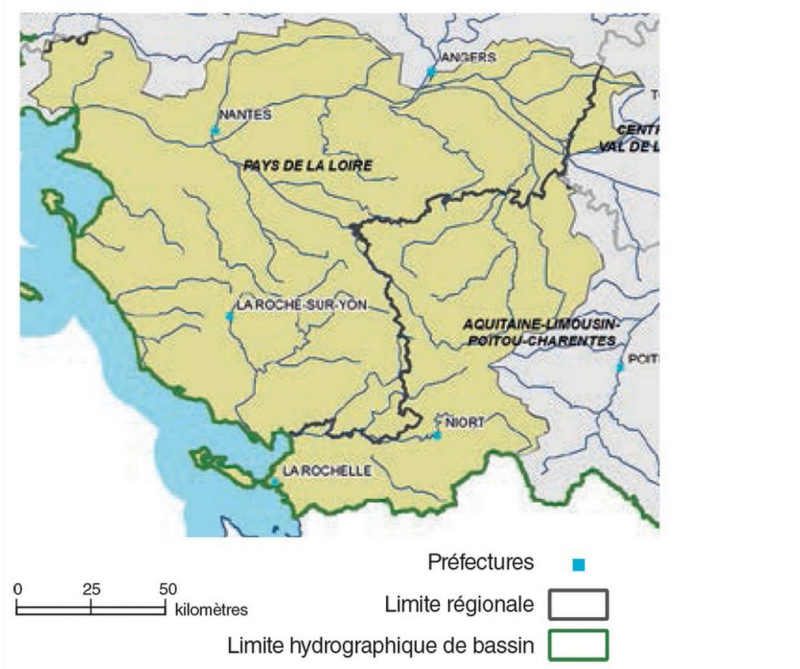 ANGERS
T
NANTES
CENT
VAL DE L
PAYS DE LA LOIRE
LA ROCHE-SUR-YON
AQUITAINE-LIMOUSIN-
POITOU-CHARENTES
POIT
NIORT
LA ROCHELLE
Préfectures
0 25 50
kilomètres
Limite régionale
Limite hydrographique de bassin